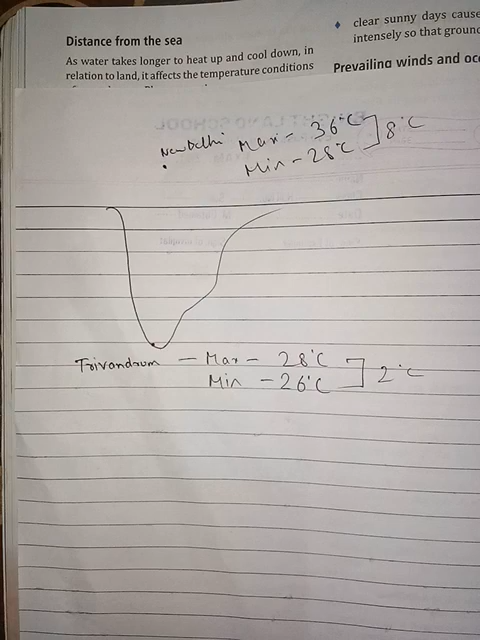 Distance from the sea
As water takes longer to heat up and cool down, in
relation to land, it affects the temperature conditions
clear sunny days cause
intensely so that ground
Prevailing winds and oce
New Delhi Max - 36°C ] 8°C
Min - 28°C
Trivandrum - Max - 28°C ] 2°C
Min - 26°C